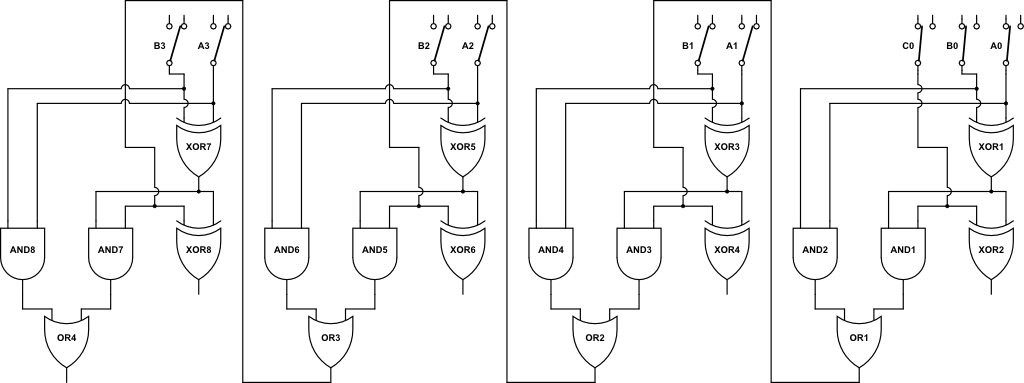 B3 A3 B2 A2 B1 A1 C0 B0 A0
XOR7 XOR5 XOR3 XOR1
AND8 AND7 XOR8 AND6 AND5 XOR6 AND4 AND3 XOR4 AND2 AND1 XOR2
OR4 OR3 OR2 OR1